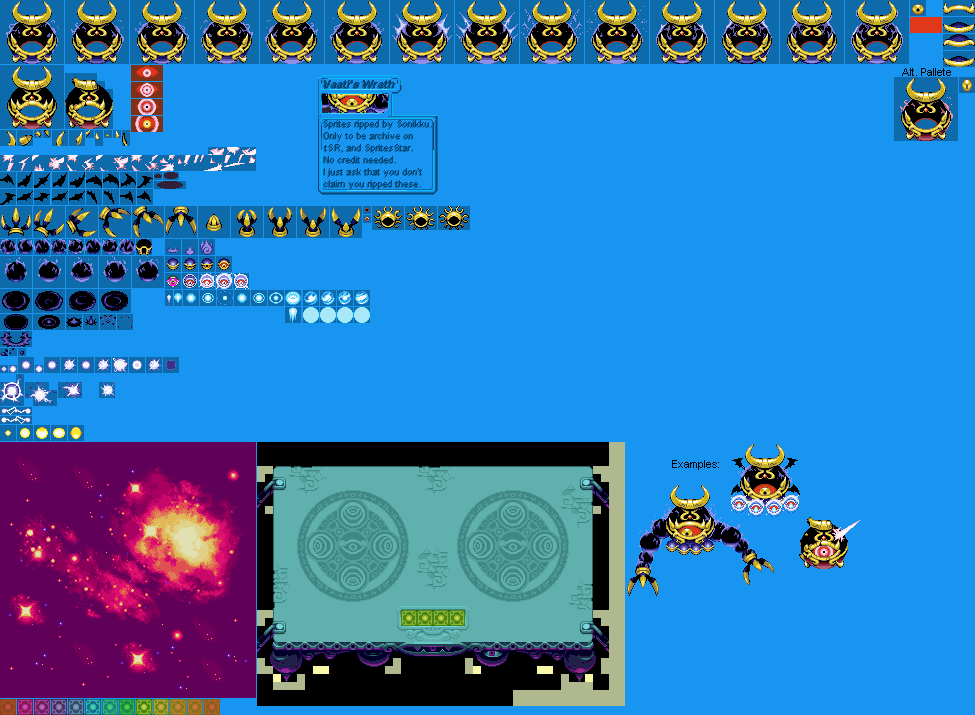 Alt. Pallete
Vaati's Wrath
Sprites ripped by Sonikku.
Only to be archive on
tSR, and SpritesStar.
No credit needed.
I just ask that you don't
claim you ripped these.
Examples: